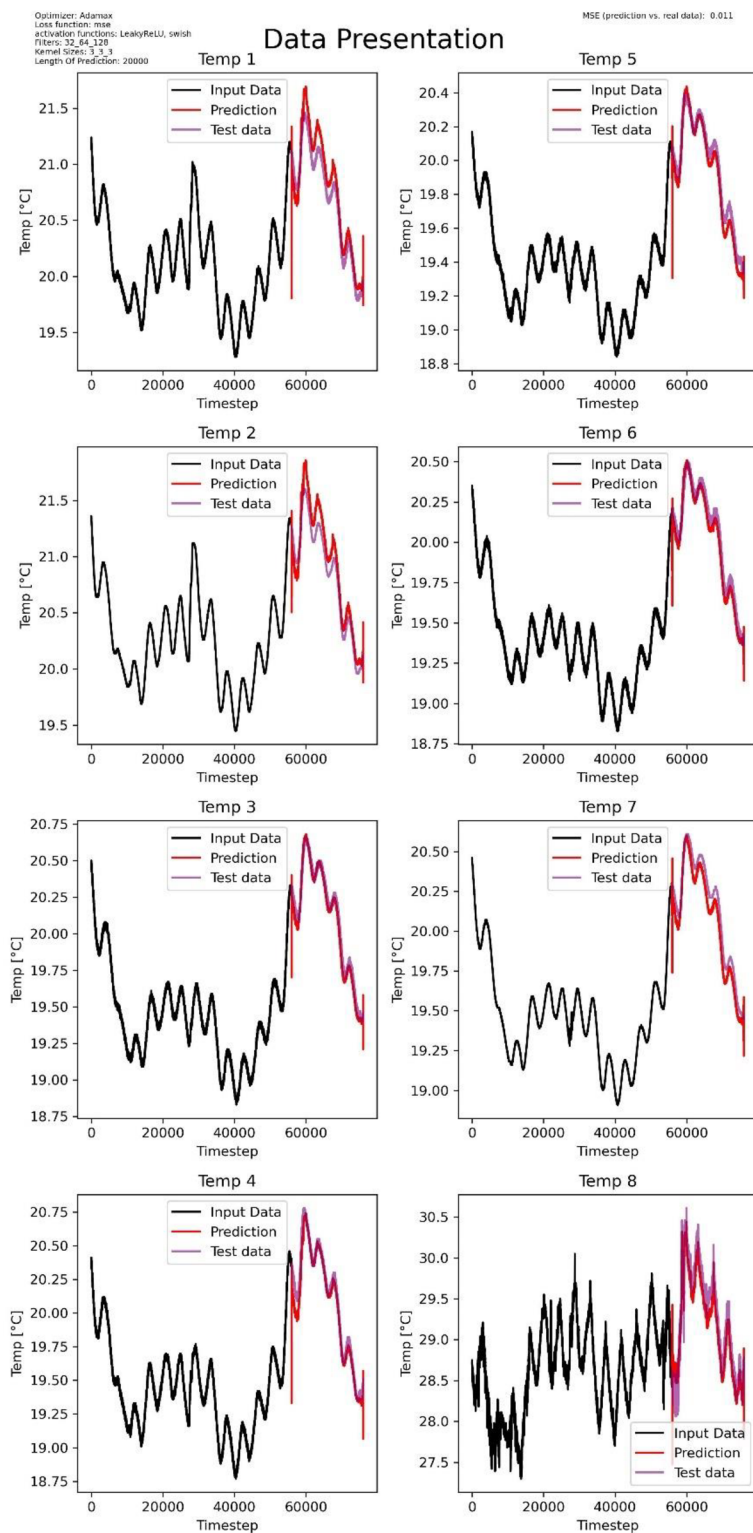 Optimizer: Adamax
Loss function: mse
activation functions: LeakyReLU, swish
Filters: 32_64_128
Kernel Sizes: 3_3_3
Length Of Prediction: 20000
MSE (prediction vs. real data): 0.011
Data Presentation
Temp 1
Input Data
Prediction
Test data
21.5
21.0
20.5
20.0
19.5
Temp [°C]
0 20000 40000 60000
Timestep
Temp 5
Input Data
Prediction
Test data
20.4
20.2
20.0
19.8
19.6
19.4
19.2
19.0
18.8
Temp [°C]
0 20000 40000 60000
Timestep
Temp 2
Input Data
Prediction
Test data
21.5
21.0
20.5
20.0
19.5
Temp [°C]
0 20000 40000 60000
Timestep
Temp 6
Input Data
Prediction
Test data
20.50
20.25
20.00
19.75
19.50
19.25
19.00
18.75
Temp [°C]
0 20000 40000 60000
Timestep
Temp 3
Input Data
Prediction
Test data
20.75
20.50
20.25
20.00
19.75
19.50
19.25
19.00
18.75
Temp [°C]
0 20000 40000 60000
Timestep
Temp 7
Input Data
Prediction
Test data
20.50
20.25
20.00
19.75
19.50
19.25
19.00
Temp [°C]
0 20000 40000 60000
Timestep
Temp 4
Input Data
Prediction
Test data
20.75
20.50
20.25
20.00
19.75
19.50
19.25
19.00
18.75
Temp [°C]
0 20000 40000 60000
Timestep
Temp 8
30.5
30.0
29.5
29.0
28.5
28.0
27.5
Temp [°C]
Input Data
Prediction
Test data
0 20000 40000 60000
Timestep